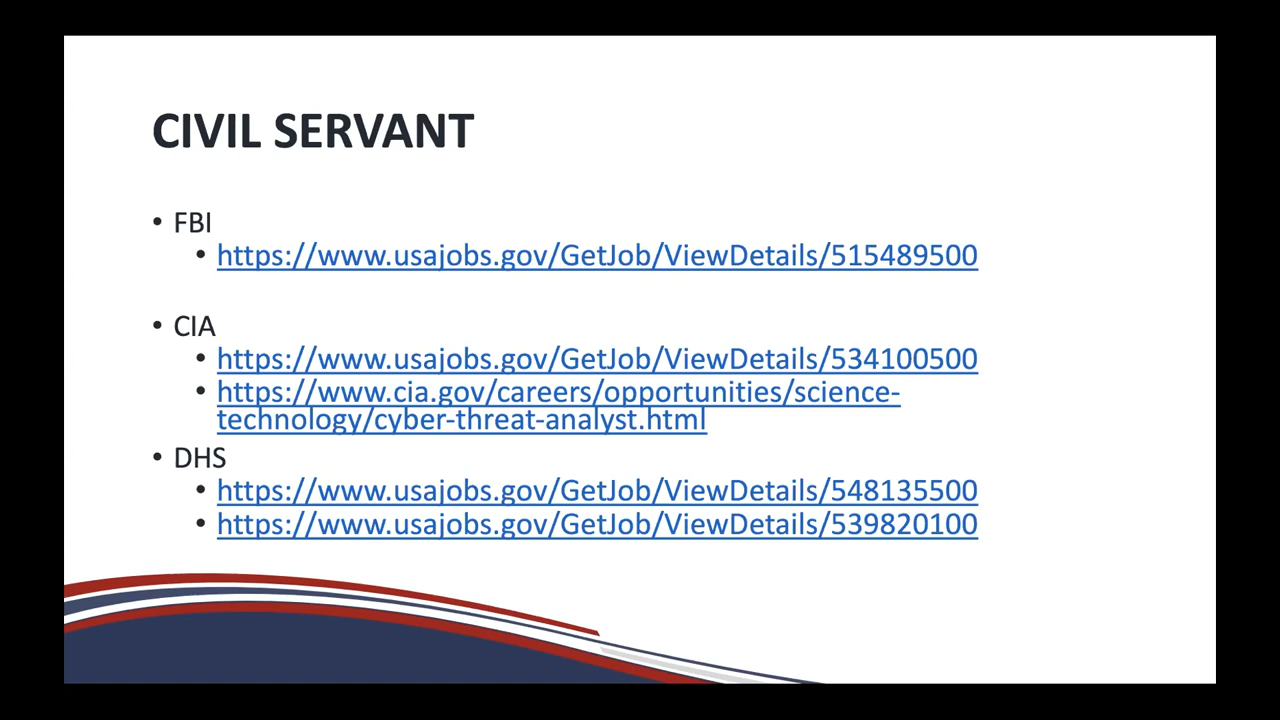 CIVIL SERVANT
• FBI
• https://www.usajobs.gov/GetJob/ViewDetails/515489500
• CIA
• https://www.usajobs.gov/GetJob/ViewDetails/534100500
• https://www.cia.gov/careers/opportunities/science-
technology/cyber-threat-analyst.html
• DHS
• https://www.usajobs.gov/GetJob/ViewDetails/548135500
• https://www.usajobs.gov/GetJob/ViewDetails/539820100